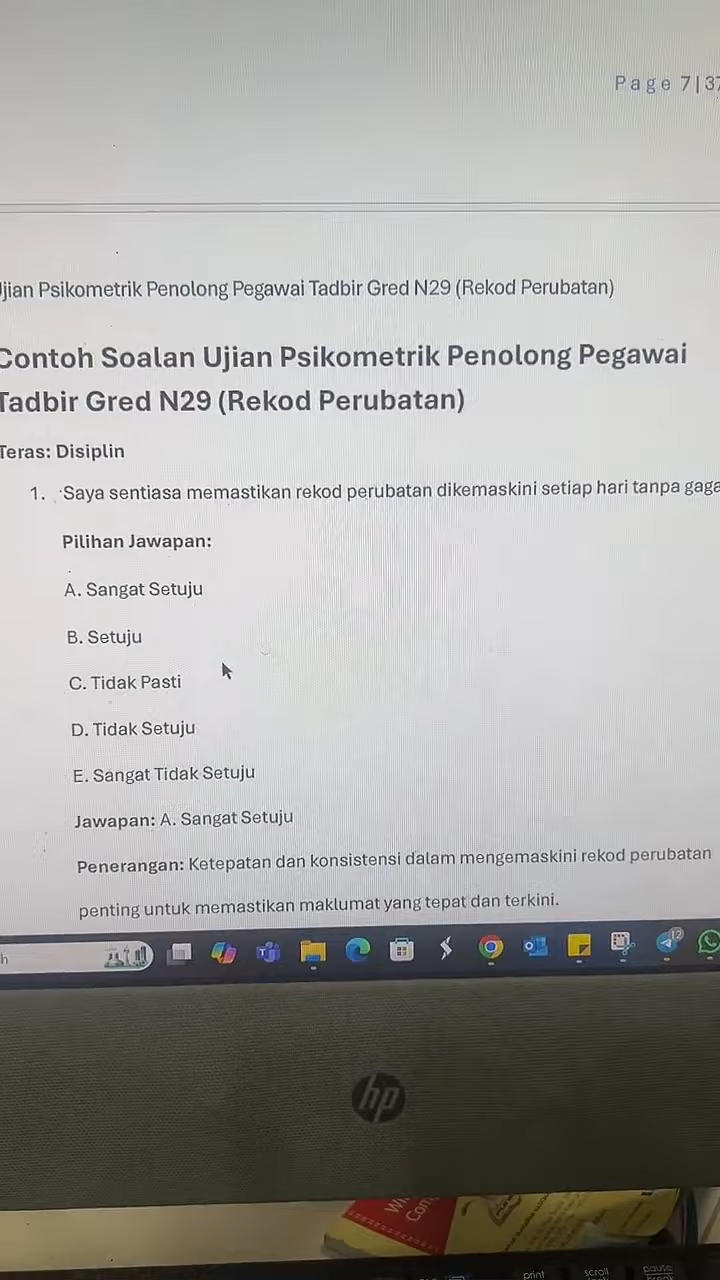 Page 7|37
Ujian Psikometrik Penolong Pegawai Tadbir Gred N29 (Rekod Perubatan)
Contoh Soalan Ujian Psikometrik Penolong Pegawai
Tadbir Gred N29 (Rekod Perubatan)
Teras: Disiplin
1. Saya sentiasa memastikan rekod perubatan dikemaskini setiap hari tanpa gaga
Pilihan Jawapan:
A. Sangat Setuju
B. Setuju
C. Tidak Pasti
D. Tidak Setuju
E. Sangat Tidak Setuju
Jawapan: A. Sangat Setuju
Penerangan: Ketepatan dan konsistensi dalam mengemaskini rekod perubatan
penting untuk memastikan maklumat yang tepat dan terkini.
h
12
hp
print
scroll
pause